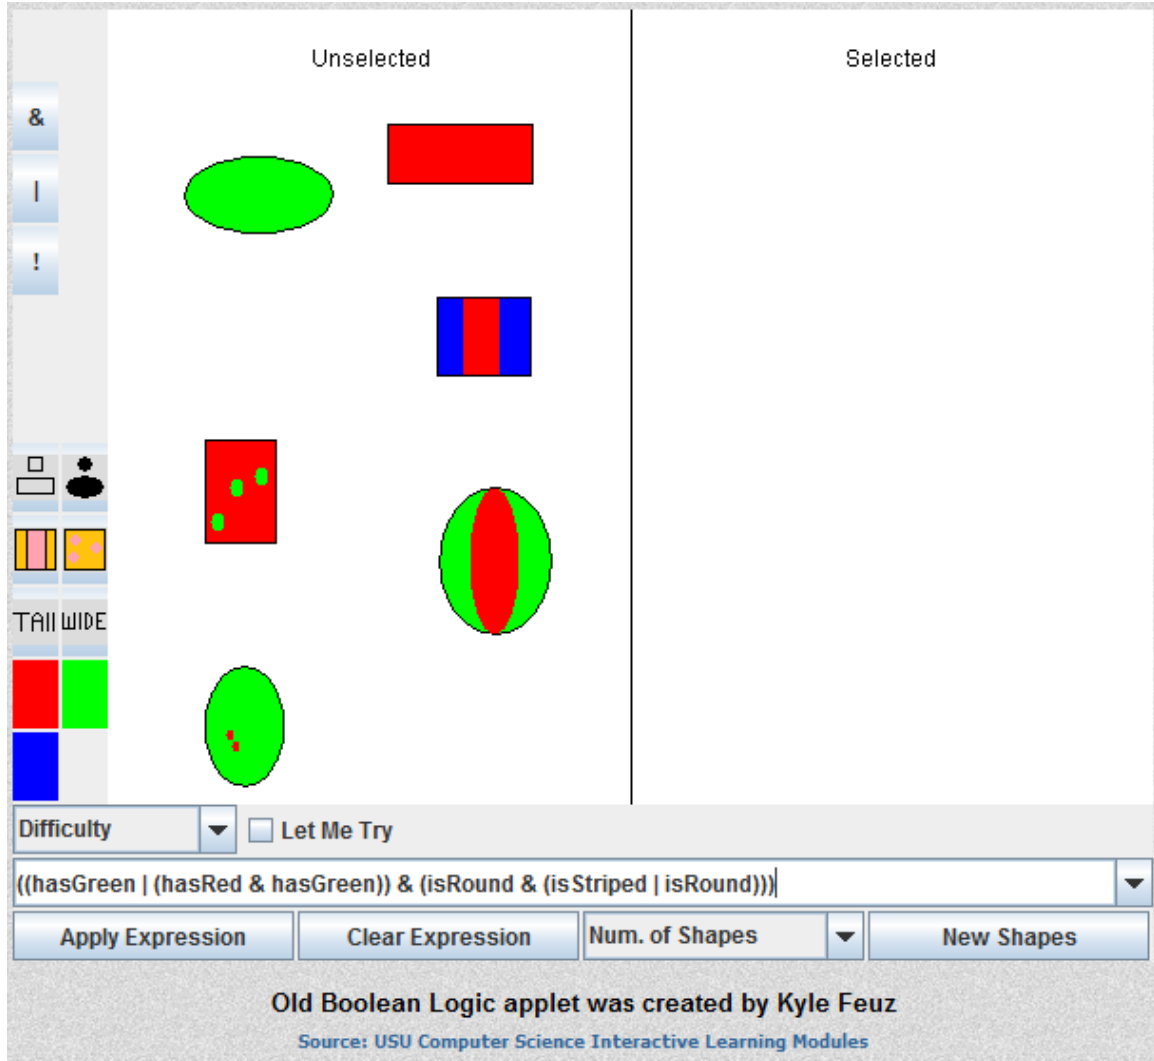 Unselected
Selected
&
|
!
TAll WIDE
Difficulty
Let Me Try
((hasGreen | (hasRed & hasGreen)) & (isRound & (isStriped | isRound)))
Apply Expression
Clear Expression
Num. of Shapes
New Shapes
Old Boolean Logic applet was created by Kyle Feuz
Source: USU Computer Science Interactive Learning Modules